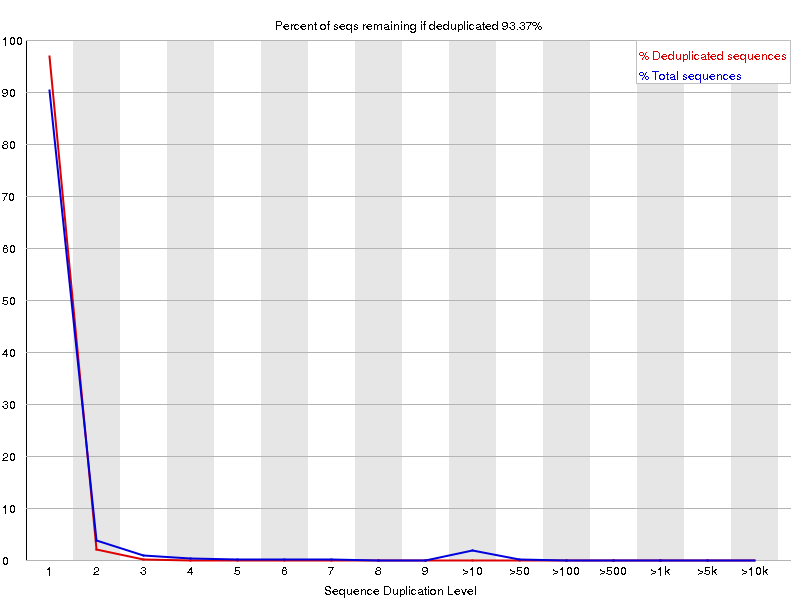 Percent of seqs remaining if deduplicated 93.37%
% Deduplicated sequences
% Total sequences
100
90
80
70
60
50
40
30
20
10
0
1 2 3 4 5 6 7 8 9 >10 >50 >100 >500 >1k >5k >10k
Sequence Duplication Level